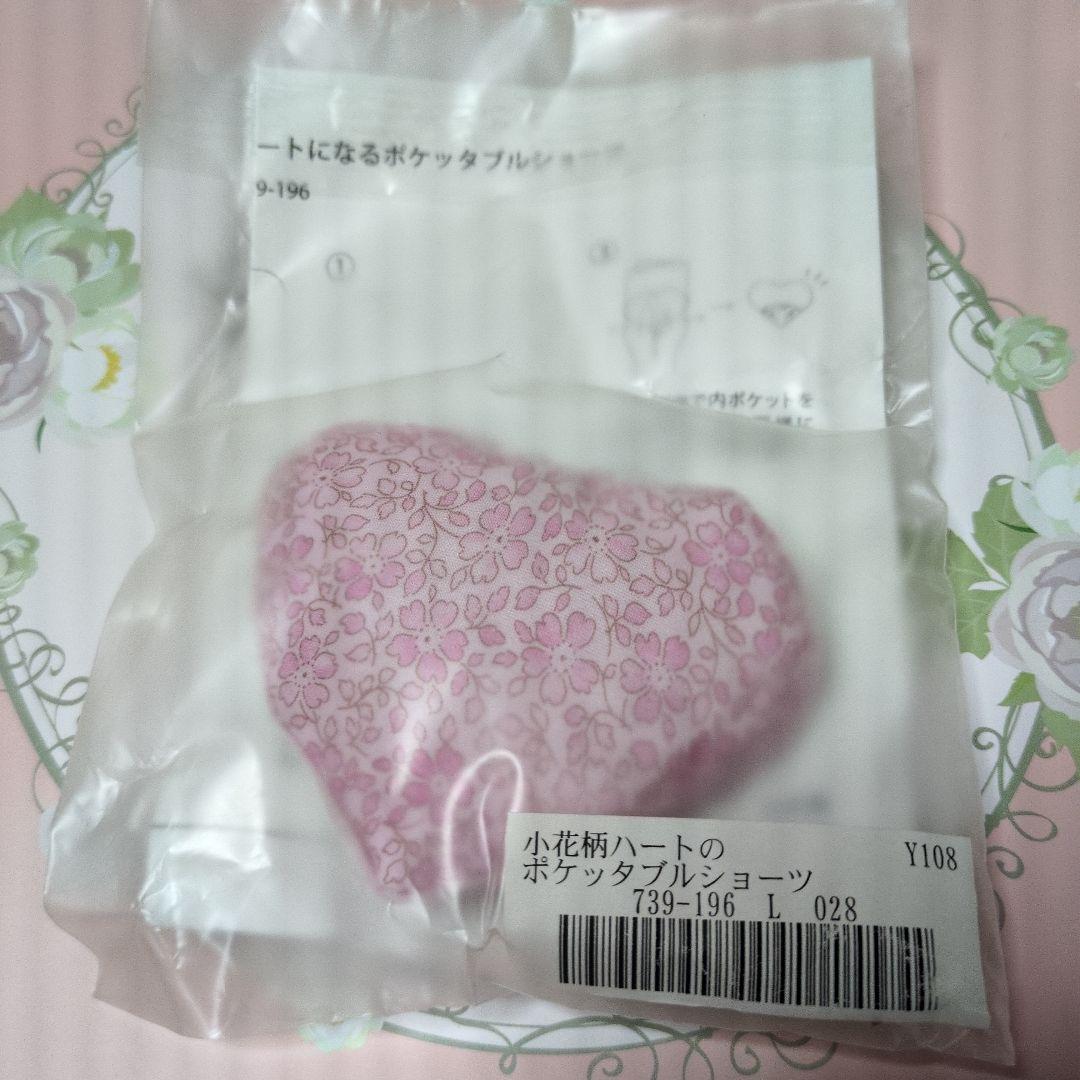 ートになるポケッタブルショーツ
9-196
①
で内ポケットを
小花柄ハートの
Y108
ポケッタブルショーツ
739-196 L 028